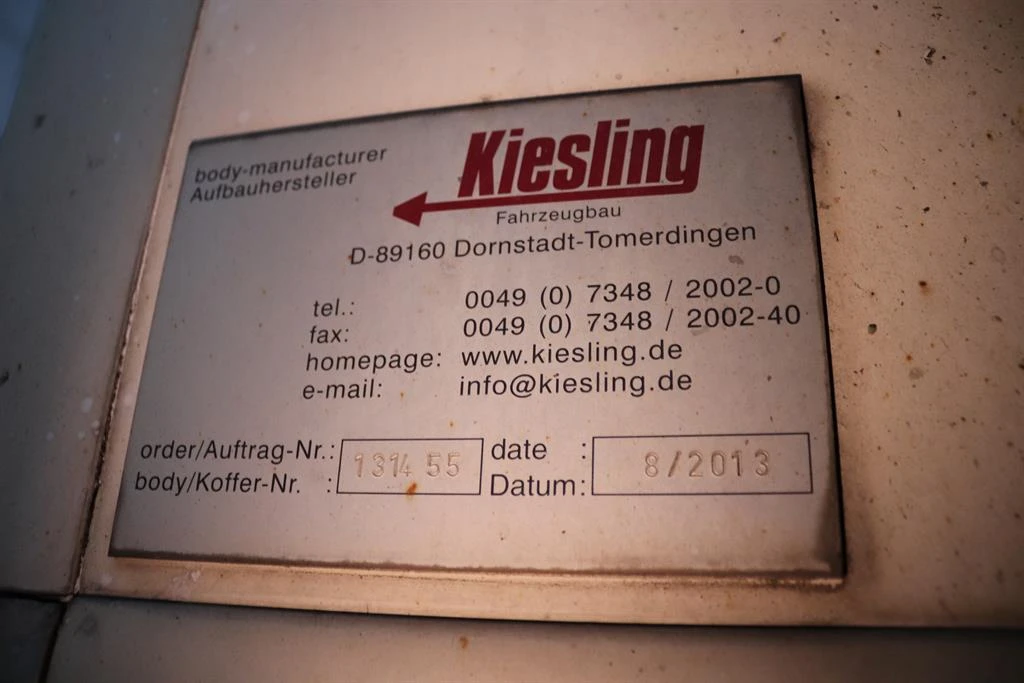 body-manufacturer
Aufbauhersteller
Kiesling
Fahrzeugbau
D-89160 Dornstadt-Tomerdingen
tel.: 0049 (0) 7348 / 2002-0
fax: 0049 (0) 7348 / 2002-40
homepage: www.kiesling.de
e-mail: info@kiesling.de
order/Auftrag-Nr.: 1314 55 date : 8/2013
body/Koffer-Nr. : Datum: